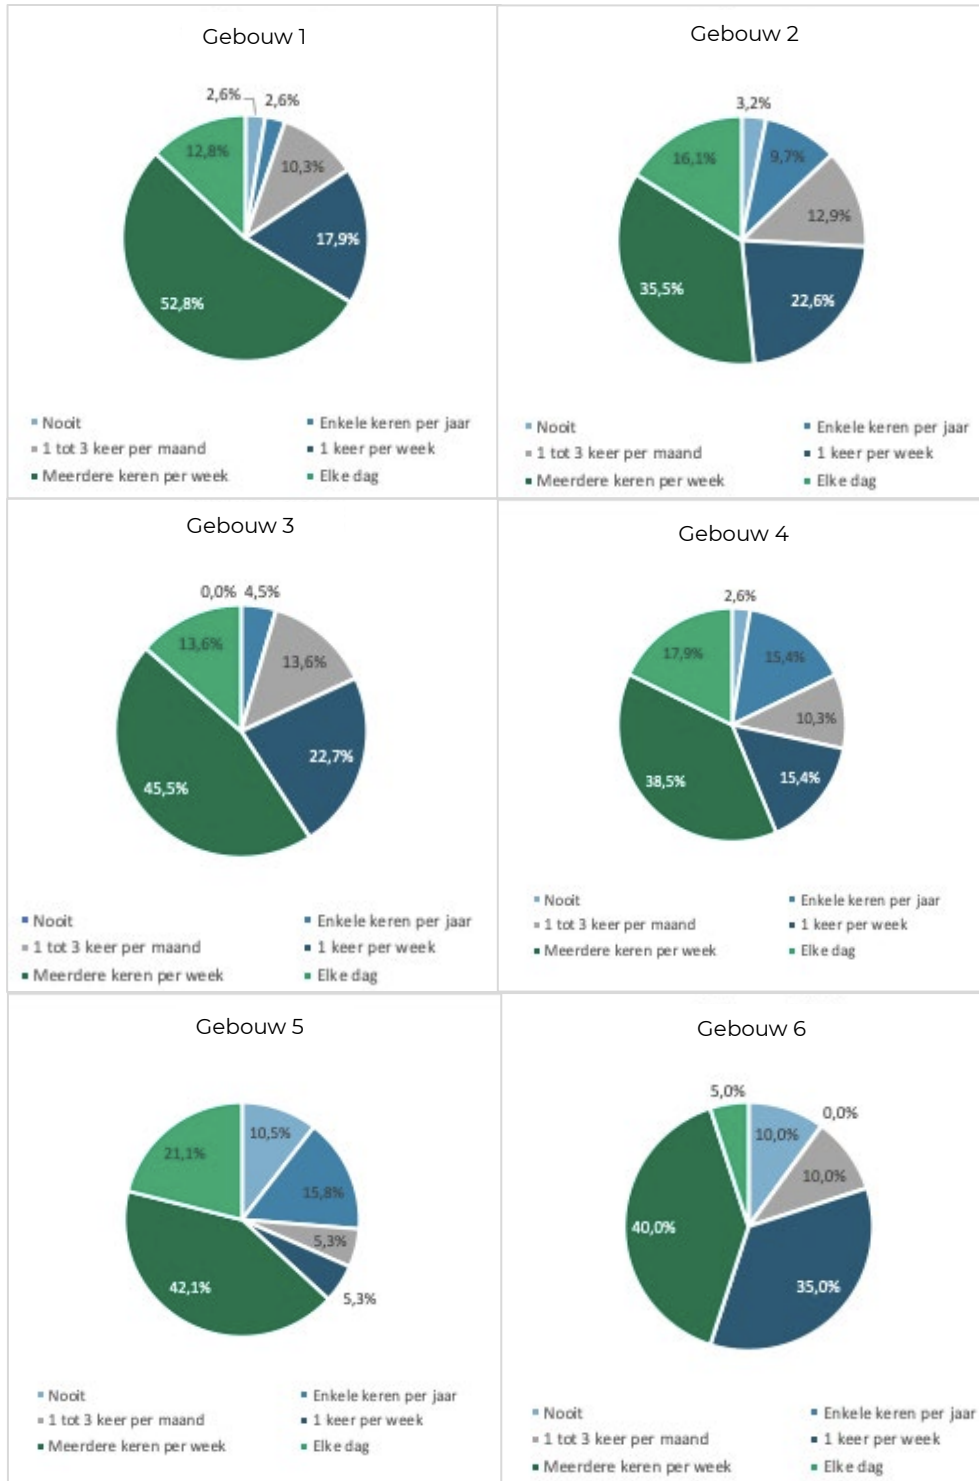 Gebouw 1
2,6% 2,6%
12,8% 10,3%
17,9%
52,8%
Nooit Enkele keren per jaar
1 tot 3 keer per maand 1 keer per week
Meerdere keren per week Elke dag
Gebouw 2
3,2%
16,1% 9,7%
12,9%
35,5% 22,6%
Nooit Enkele keren per jaar
1 tot 3 keer per maand 1 keer per week
Meerdere keren per week Elke dag
Gebouw 3
0,0% 4,5%
13,6% 13,6%
22,7%
45,5%
Nooit Enkele keren per jaar
1 tot 3 keer per maand 1 keer per week
Meerdere keren per week Elke dag
Gebouw 4
2,6%
17,9% 15,4%
10,3%
38,5% 15,4%
Nooit Enkele keren per jaar
1 tot 3 keer per maand 1 keer per week
Meerdere keren per week Elke dag
Gebouw 5
10,5%
21,1%
15,8%
5,3%
42,1% 5,3%
Nooit Enkele keren per jaar
1 tot 3 keer per maand 1 keer per week
Meerdere keren per week Elke dag
Gebouw 6
5,0% 0,0%
10,0%
10,0%
40,0%
35,0%
Nooit Enkele keren per jaar
1 tot 3 keer per maand 1 keer per week
Meerdere keren per week Elke dag